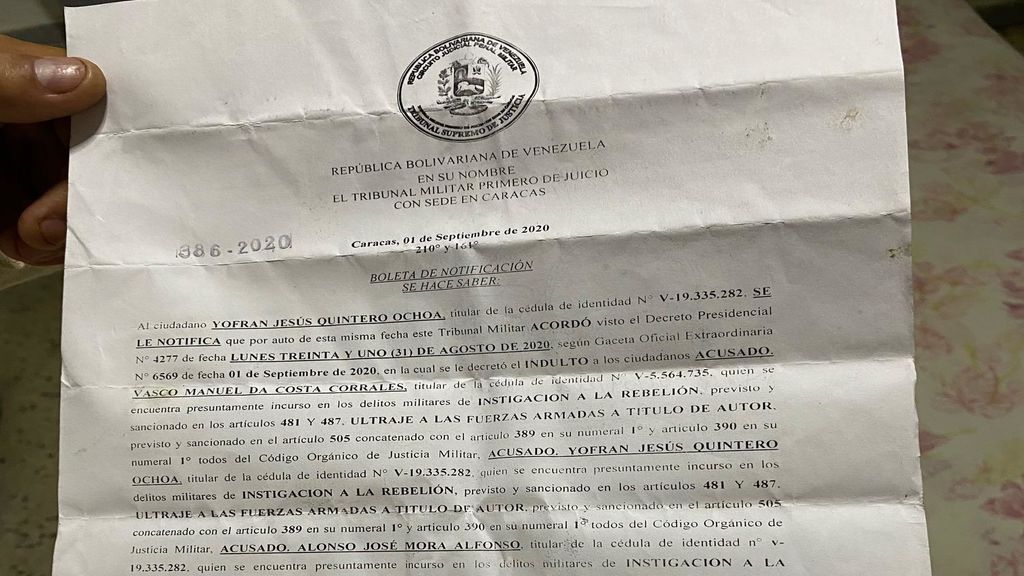 REPÚBLICA BOLIVARIANA DE VENEZUELA
CIRCUITO JUDICIAL PENAL MILITAR
TRIBUNAL SUPREMO DE JUSTICIA
REPÚBLICA BOLIVARIANA DE VENEZUELA
EN SU NOMBRE
EL TRIBUNAL MILITAR PRIMERO DE JUICIO
CON SEDE EN CARACAS
386-2020
Caracas, 01 de Septiembre de 2020
210° y 161°
BOLETA DE NOTIFICACIÓN
SE HACE SABER:
Al ciudadano YOFRAN JESÚS QUINTERO OCHOA, titular de la cédula de identidad N° V-19.335.282, SE
LE NOTIFICA que por auto de esta misma fecha este Tribunal Militar ACORDÓ visto el Decreto Presidencial
N° 4277 de fecha LUNES TREINTA Y UNO (31) DE AGOSTO DE 2020, según Gaceta Oficial Extraordinaria
N° 6569 de fecha 01 de Septiembre de 2020, en la cual se le decretó el INDULTO a los ciudadanos ACUSADO.
VASCO MANUEL DA COSTA CORRALES, titular de la cédula de identidad N° V-5.564.735, quien se
encuentra presuntamente incurso en los delitos militares de INSTIGACION A LA REBELIÓN, previsto y
sancionado en los artículos 481 Y 487, ULTRAJE A LAS FUERZAS ARMADAS A TITULO DE AUTOR,
previsto y sancionado en el artículo 505 concatenado con el artículo 389 en su numeral 1° y artículo 390 en su
numeral 1° todos del Código Orgánico de Justicia Militar, ACUSADO. YOFRAN JESÚS QUINTERO
OCHOA, titular de la cédula de identidad N° V-19.335.282, quien se encuentra presuntamente incurso en los
delitos militares de INSTIGACION A LA REBELIÓN, previsto y sancionado en los artículos 481 Y 487,
ULTRAJE A LAS FUERZAS ARMADAS A TITULO DE AUTOR, previsto y sancionado en el artículo 505
concatenado con el artículo 389 en su numeral 1° y artículo 390 en su numeral 1° todos del Código Orgánico de
Justicia Militar, ACUSADO. ALONSO JOSÉ MORA ALFONSO, titular de la cédula de identidad n° v-
19.335.282, quien se encuentra presuntamente incurso en los delitos militares de INSTIGACION A LA